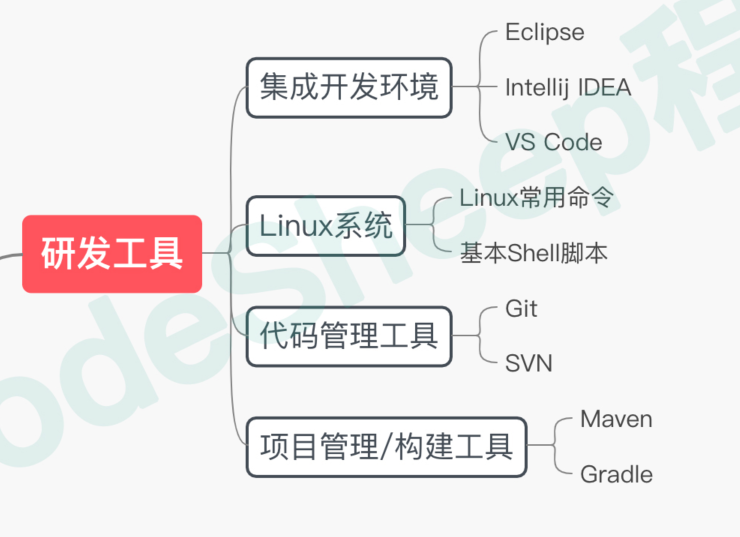 研发工具
集成开发环境
Eclipse
Intellij IDEA
VS Code
Linux系统
Linux常用命令
基本Shell脚本
代码管理工具
Git
SVN
项目管理/构建工具
Maven
Gradle
odeSheep程